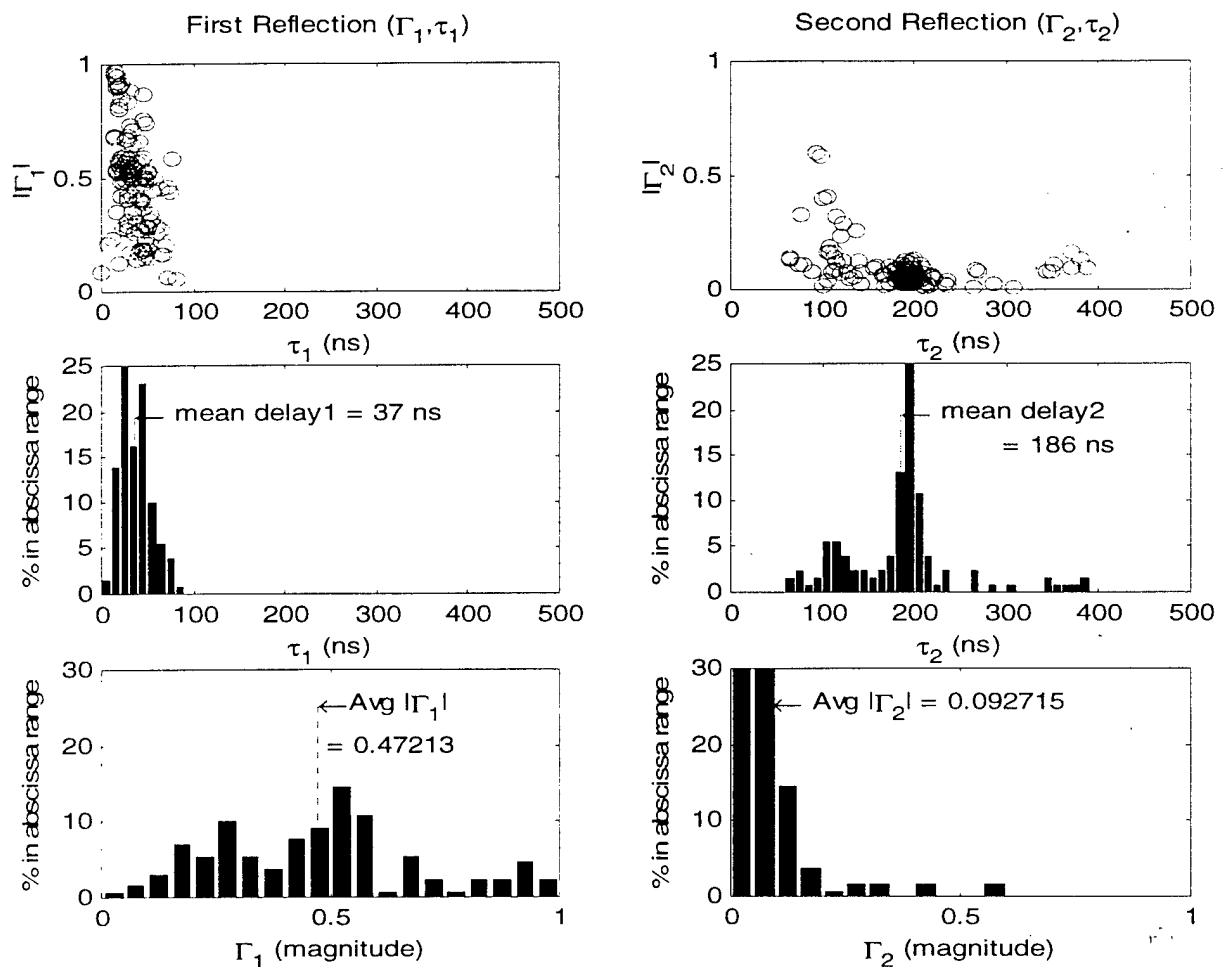 First Reflection (Γ₁,τ₁)
1
0.5
0
|Γ₁|
0 100 200 300 400 500
τ₁ (ns)
Second Reflection (Γ₂,τ₂)
1
0.5
0
|Γ₂|
0 100 200 300 400 500
τ₂ (ns)
25
20
15
10
5
0
% in abscissa range
mean delay1 = 37 ns
0 100 200 300 400 500
τ₁ (ns)
25
20
15
10
5
0
% in abscissa range
mean delay2
= 186 ns
0 100 200 300 400 500
τ₂ (ns)
30
20
10
0
% in abscissa range
Avg |Γ₁|
= 0.47213
0 0.5 1
Γ₁ (magnitude)
30
20
10
0
% in abscissa range
Avg |Γ₂| = 0.092715
0 0.5 1
Γ₂ (magnitude)